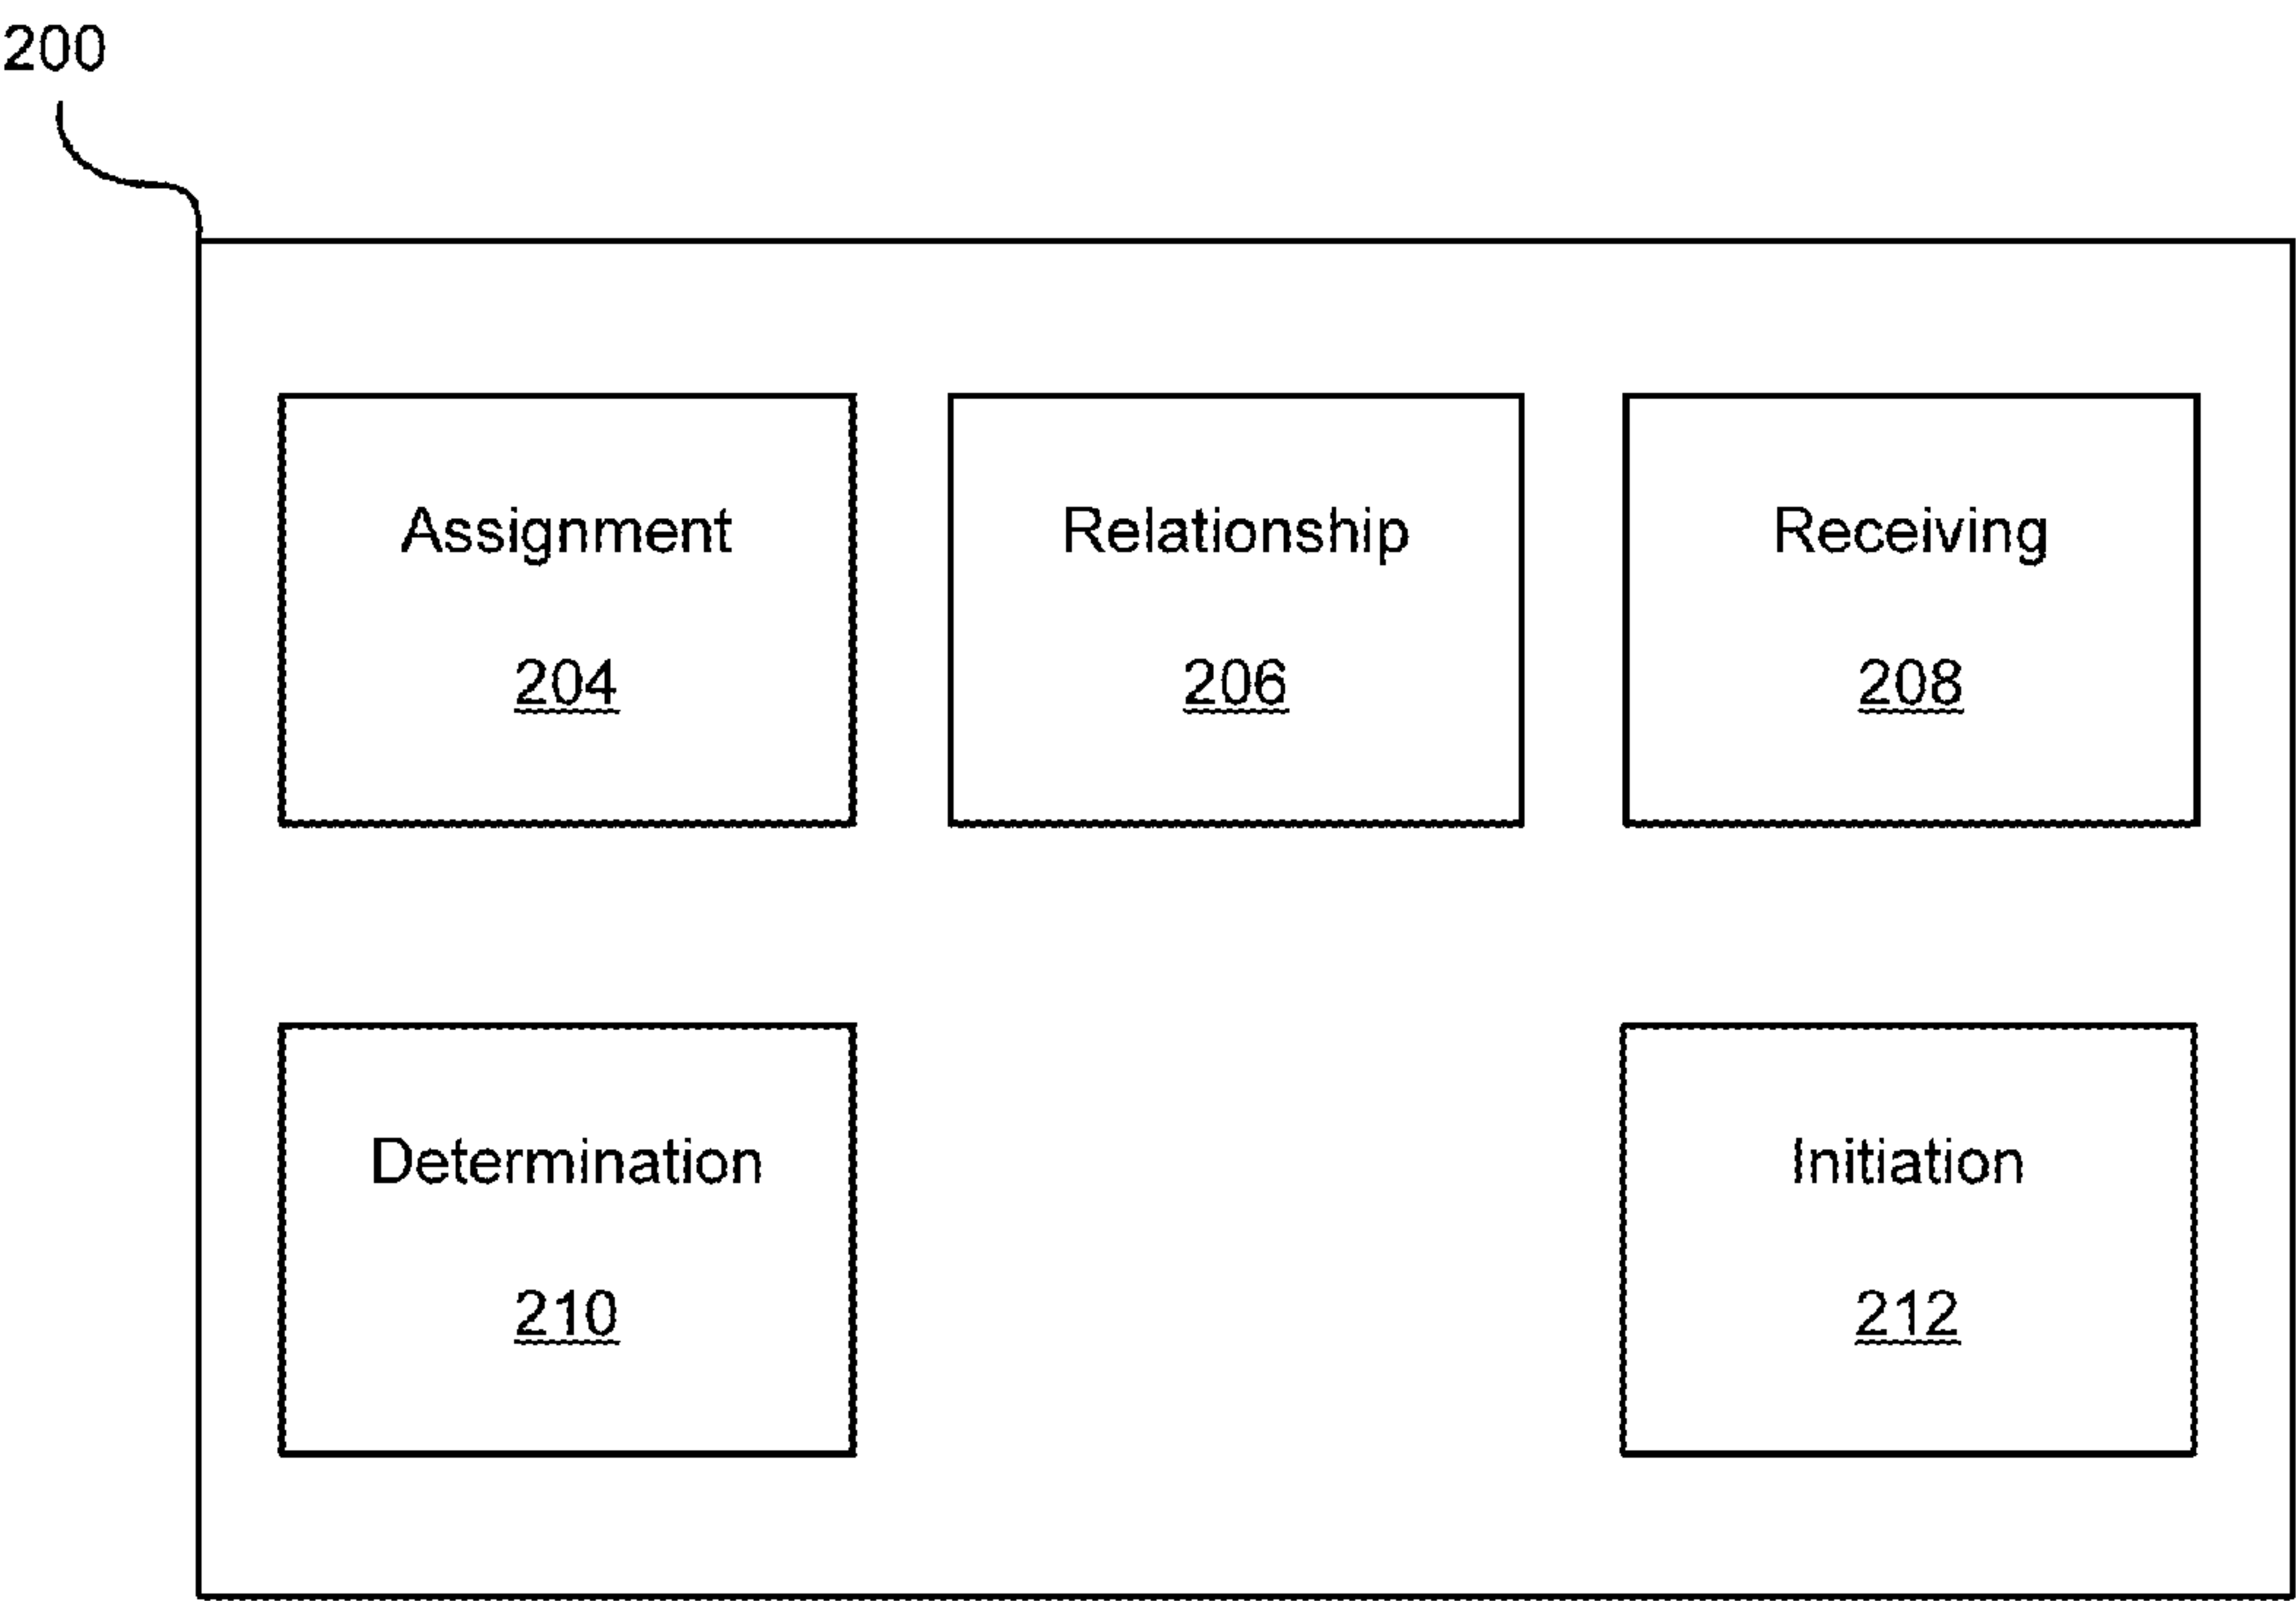 200
Assignment
204
Relationship
206
Receiving
208
Determination
210
Initiation
212